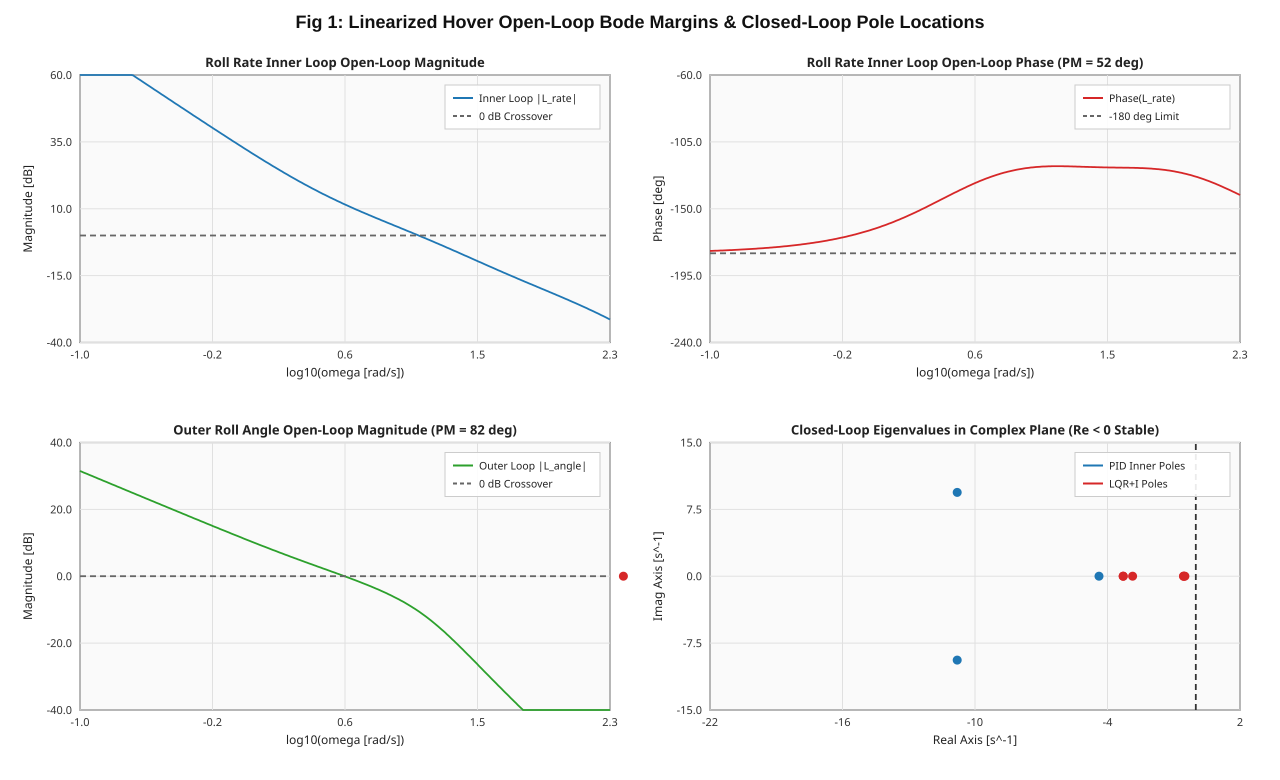 Fig 1: Linearized Hover Open-Loop Bode Margins & Closed-Loop Pole Locations
Roll Rate Inner Loop Open-Loop Magnitude
60.0
35.0
10.0
-15.0
-40.0
Magnitude [dB]
Inner Loop |L_rate|
0 dB Crossover
-1.0
-0.2
0.6
1.5
2.3
log10(omega [rad/s])
Roll Rate Inner Loop Open-Loop Phase (PM = 52 deg)
-60.0
-105.0
-150.0
-195.0
-240.0
Phase [deg]
Phase(L_rate)
-180 deg Limit
-1.0
-0.2
0.6
1.5
2.3
log10(omega [rad/s])
Outer Roll Angle Open-Loop Magnitude (PM = 82 deg)
40.0
20.0
0.0
-20.0
-40.0
Magnitude [dB]
Outer Loop |L_angle|
0 dB Crossover
-1.0
-0.2
0.6
1.5
2.3
log10(omega [rad/s])
Closed-Loop Eigenvalues in Complex Plane (Re < 0 Stable)
15.0
7.5
0.0
-7.5
-15.0
Imag Axis [s^-1]
PID Inner Poles
LQR+I Poles
-22
-16
-10
-4
2
Real Axis [s^-1]